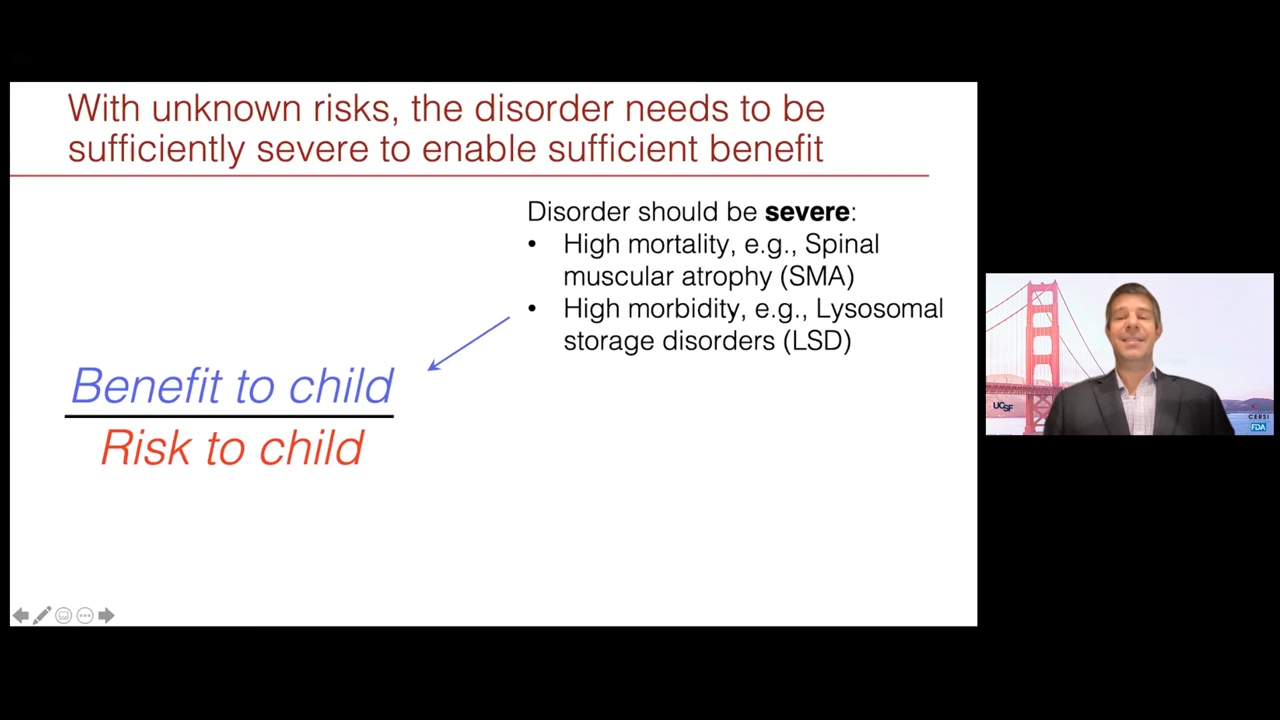 With unknown risks, the disorder needs to be
sufficiently severe to enable sufficient benefit
Disorder should be severe:
• High mortality, e.g., Spinal
muscular atrophy (SMA)
• High morbidity, e.g., Lysosomal
storage disorders (LSD)
Benefit to child
Risk to child
UCSF
CERSI
FDA